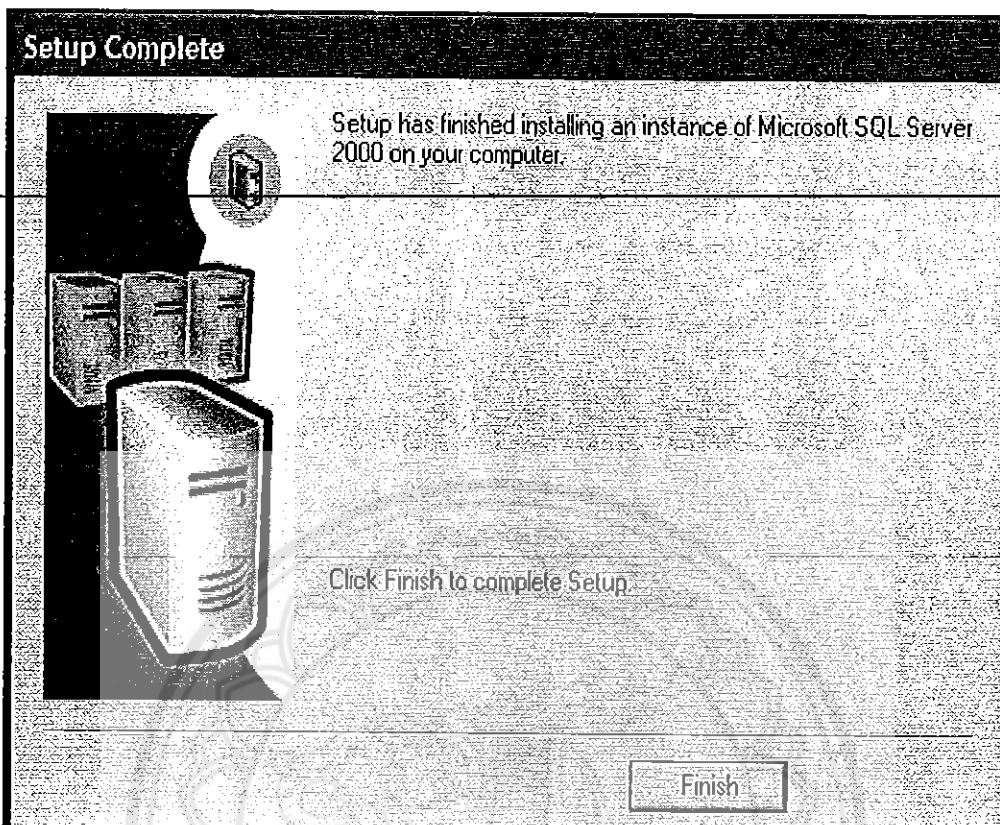 Setup Complete
Setup has finished installing an instance of Microsoft SQL Server
2000 on your computer.
Click Finish to complete Setup.
Finish